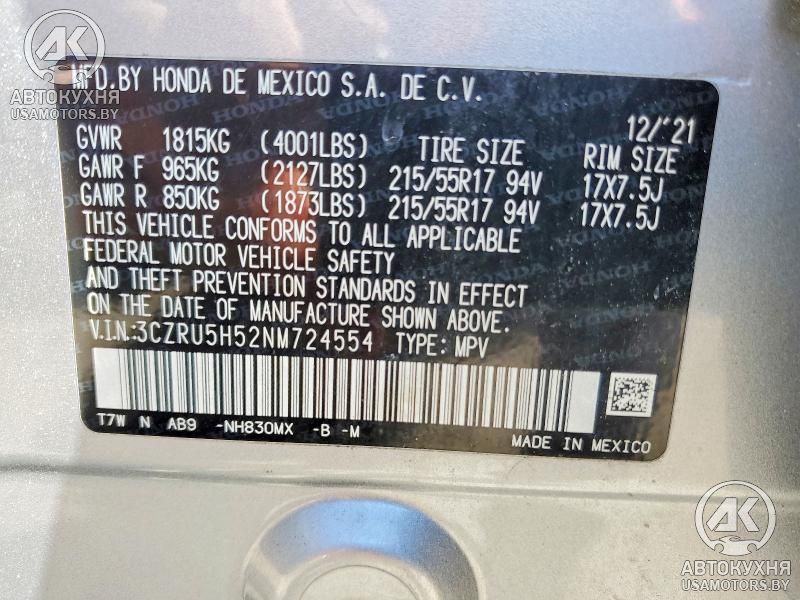 AK
АВТОКУХНЯ
USAMOTORS.BY
MFD.BY HONDA DE MEXICO S.A. DE C.V.
12/'21
GVWR 1815KG (4001LBS) TIRE SIZE RIM SIZE
GAWR F 965KG (2127LBS) 215/55R17 94V 17X7.5J
GAWR R 850KG (1873LBS) 215/55R17 94V 17X7.5J
THIS VEHICLE CONFORMS TO ALL APPLICABLE
FEDERAL MOTOR VEHICLE SAFETY
AND THEFT PREVENTION STANDARDS IN EFFECT
ON THE DATE OF MANUFACTURE SHOWN ABOVE.
V.I.N.:3CZRU5H52NM724554 TYPE: MPV
T7W N AB9 -NH830MX -B -M
MADE IN MEXICO
AK
АВТОКУХНЯ
USAMOTORS.BY